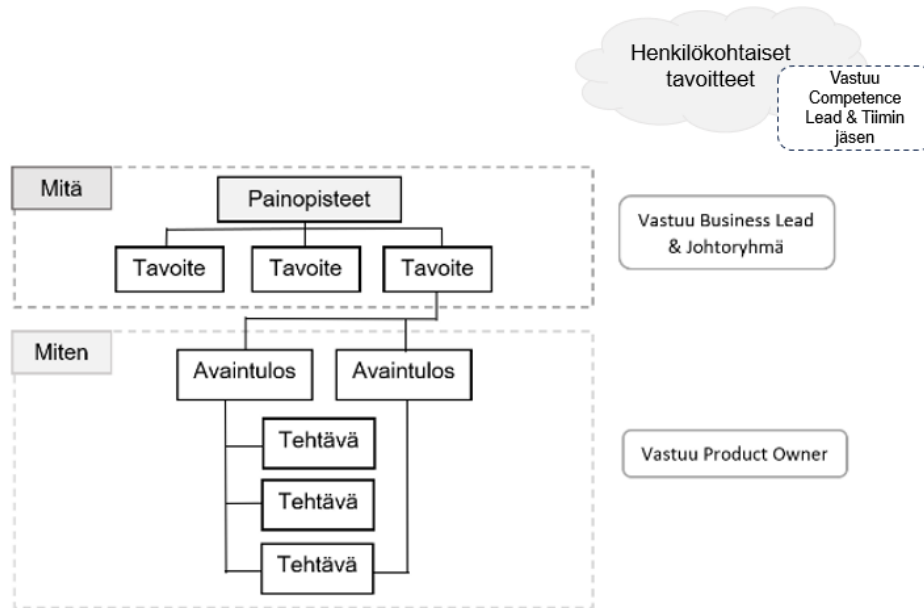 Henkilökohtaiset
tavoitteet
Vastuu
Competence
Lead & Tiimin
jäsen
Mitä
Painopisteet
Tavoite
Tavoite
Tavoite
Vastuu Business Lead
& Johtoryhmä
Miten
Avaintulos
Avaintulos
Tehtävä
Tehtävä
Tehtävä
Vastuu Product Owner